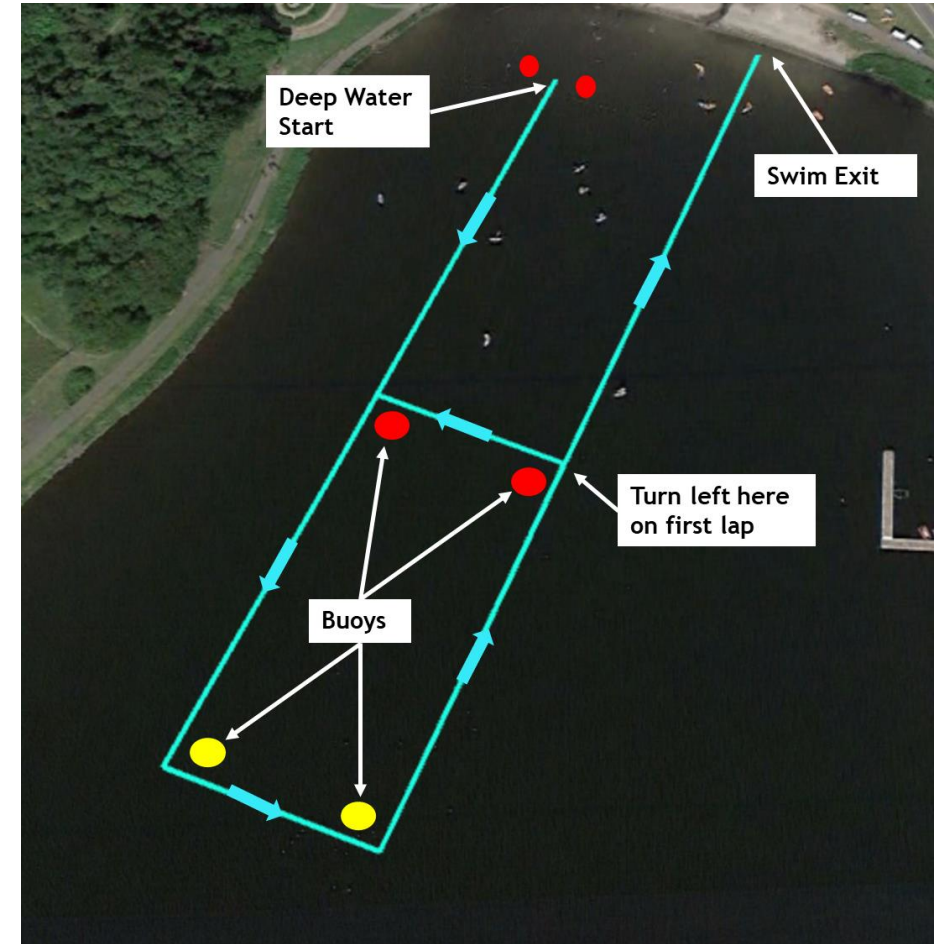 Deep Water
Start
Swim Exit
Turn left here
on first lap
Buoys